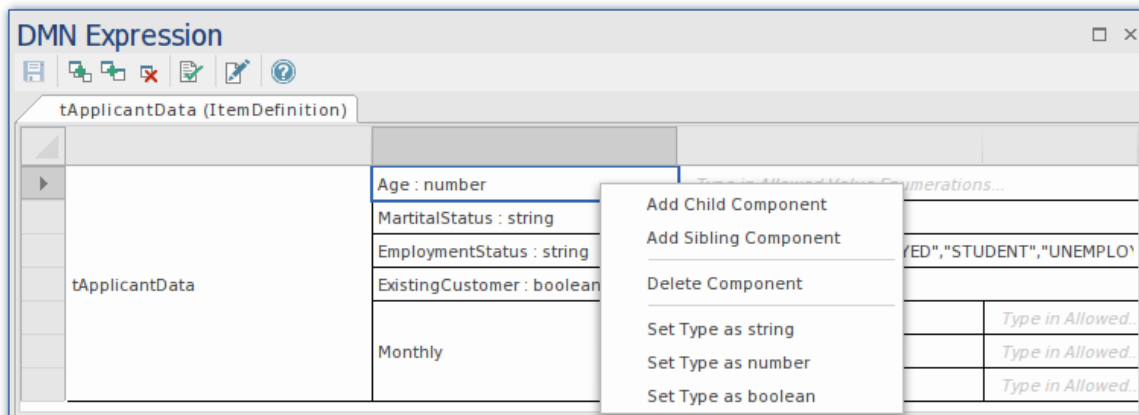 DMN Expression
tApplicantData (ItemDefinition)
Age : number
Type in Allowed Value Enumerations...
Add Child Component
MartitalStatus : string
Add Sibling Component
EmploymentStatus : string
YED","STUDENT","UNEMPLOY
tApplicantData
ExistingCustomer : boolean
Delete Component
Set Type as string
Type in Allowed..
Monthly
Set Type as number
Type in Allowed..
Set Type as boolean
Type in Allowed..